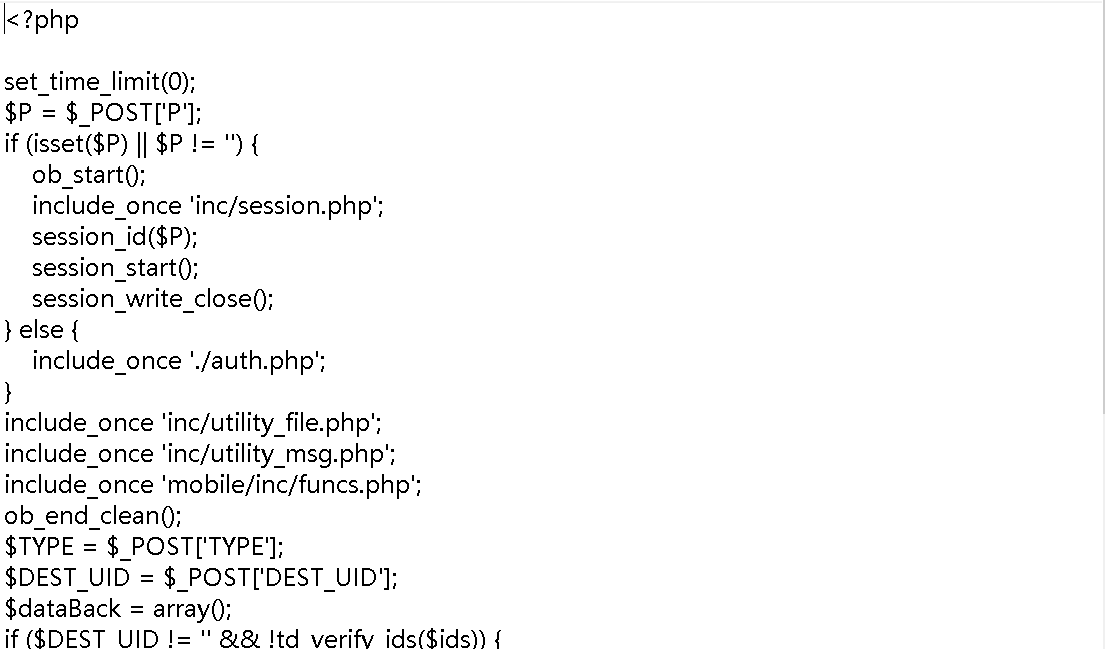 <?php
set_time_limit(0);
$P = $_POST['P'];
if (isset($P) || $P != '') {
ob_start();
include_once 'inc/session.php';
session_id($P);
session_start();
session_write_close();
} else {
include_once './auth.php';
}
include_once 'inc/utility_file.php';
include_once 'inc/utility_msg.php';
include_once 'mobile/inc/funcs.php';
ob_end_clean();
$TYPE = $_POST['TYPE'];
$DEST_UID = $_POST['DEST_UID'];
$dataBack = array();
if ($DEST_UID != '' && !td_verify_ids($ids)) {